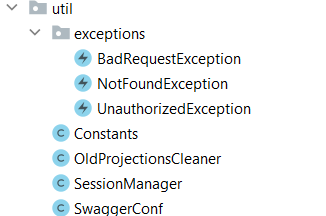 util
exceptions
BadRequestException
NotFoundException
UnauthorizedException
Constants
OldProjectionsCleaner
SessionManager
SwaggerConf